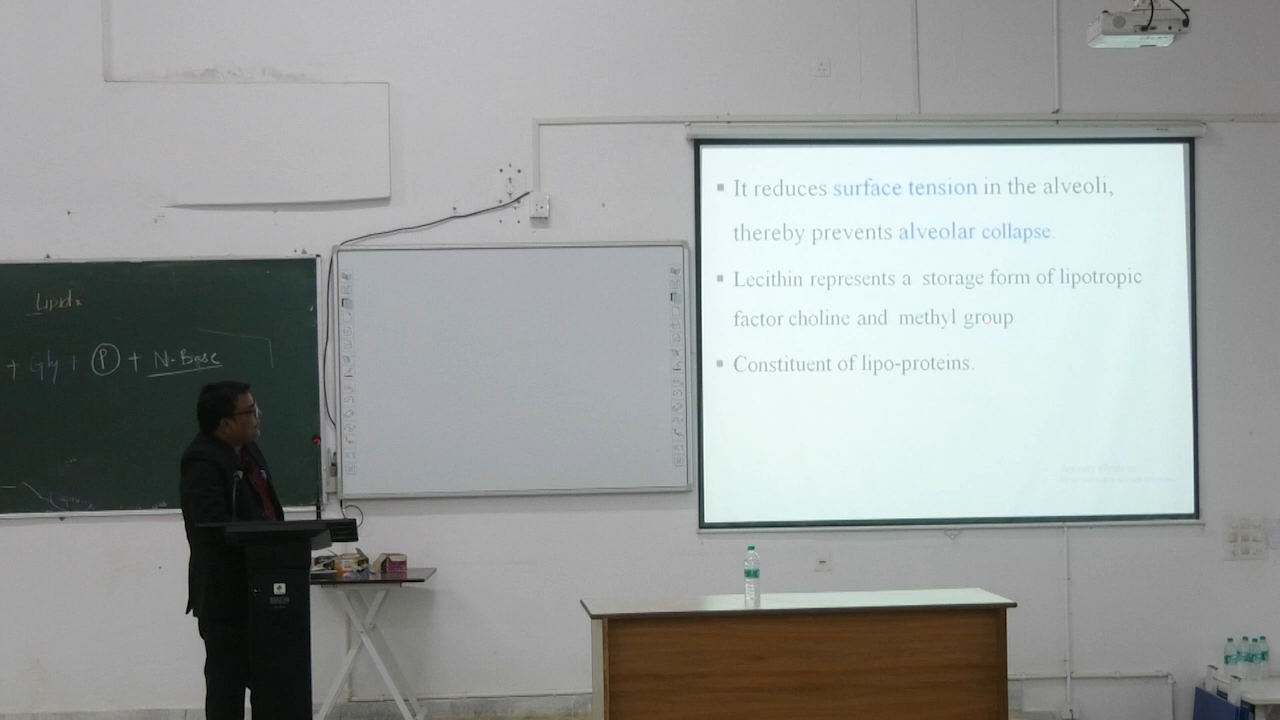 Lipids
+ Gly + P + N-Base
▪ It reduces surface tension in the alveoli,
thereby prevents alveolar collapse.
▪ Lecithin represents a storage form of lipotropic
factor choline and methyl group
▪ Constituent of lipo-proteins.